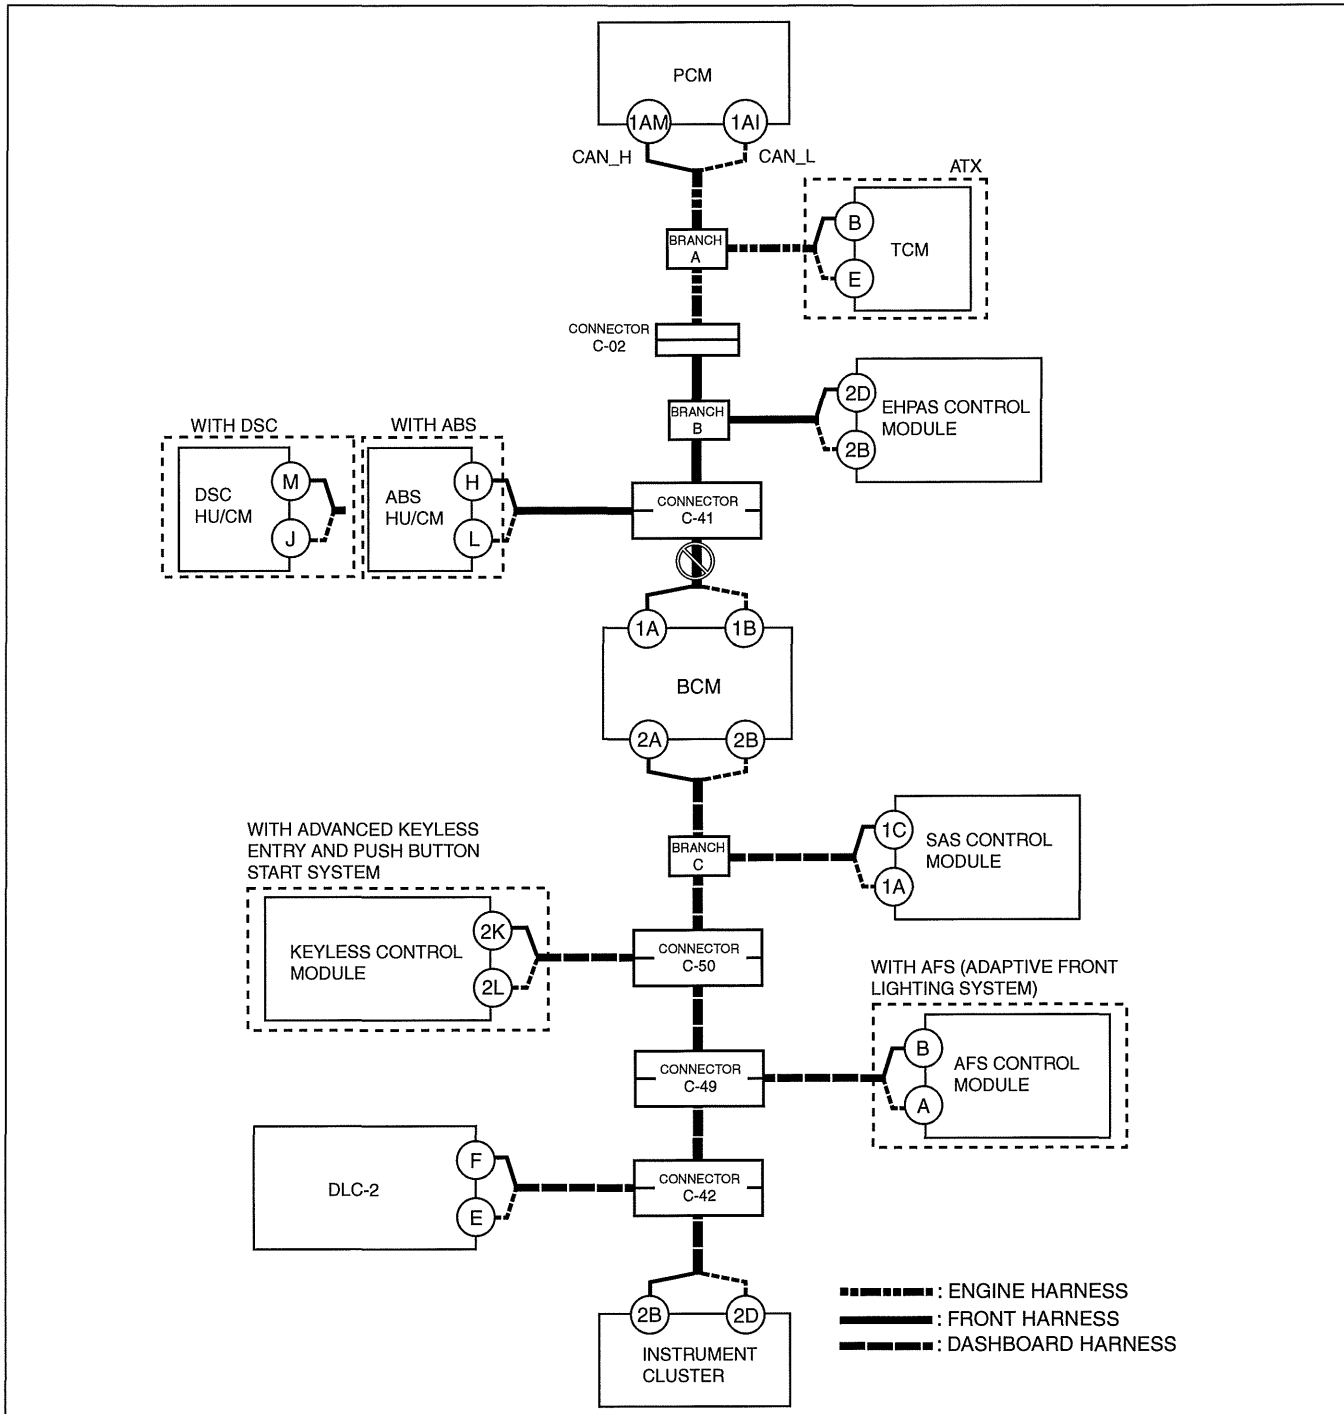 PCM
1AM
1AI
CAN_H
CAN_L
ATX
B
TCM
E
BRANCH
A
CONNECTOR
C-02
2D
EHPAS CONTROL
MODULE
2B
BRANCH
B
WITH DSC
WITH ABS
M
DSC
HU/CM
J
H
ABS
HU/CM
L
CONNECTOR
C-41
1A
1B
BCM
2A
2B
1C
SAS CONTROL
MODULE
1A
BRANCH
C
WITH ADVANCED KEYLESS
ENTRY AND PUSH BUTTON
START SYSTEM
2K
KEYLESS CONTROL
MODULE
2L
CONNECTOR
C-50
WITH AFS (ADAPTIVE FRONT
LIGHTING SYSTEM)
B
AFS CONTROL
MODULE
A
CONNECTOR
C-49
F
DLC-2
E
CONNECTOR
C-42
2B
2D
INSTRUMENT
CLUSTER
: ENGINE HARNESS
: FRONT HARNESS
: DASHBOARD HARNESS